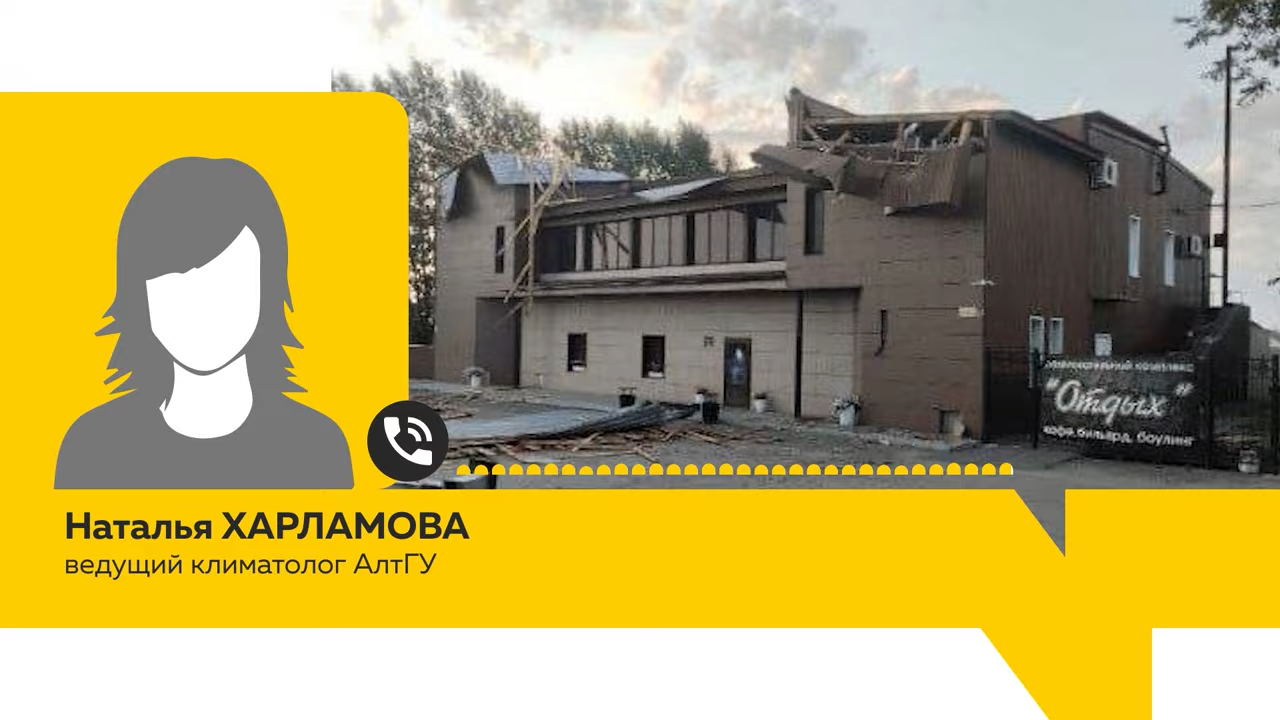 "Отдых"
кафе, бильярд, боулинг
Наталья ХАРЛАМОВА
ведущий климатолог АлтГУ